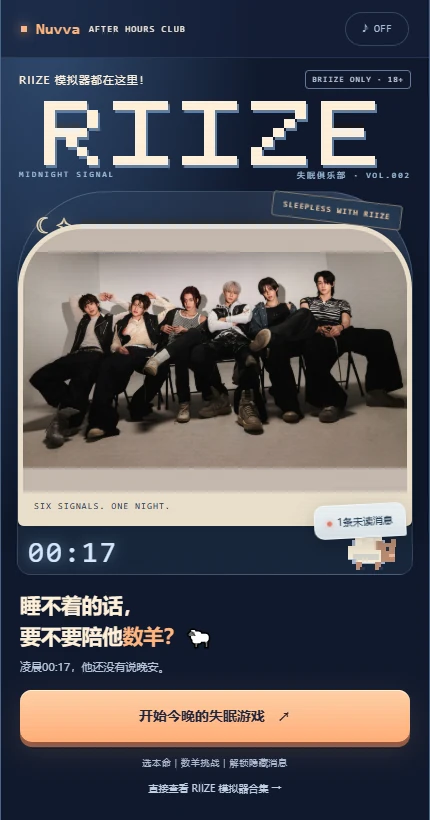 Nuvva AFTER HOURS CLUB
♪ OFF
RIIZE 模拟器都在这里!
BRIIZE ONLY · 18+
RIIZE
MIDNIGHT SIGNAL
失眠俱乐部 · VOL.002
SLEEPLESS WITH RIIZE
SIX SIGNALS. ONE NIGHT.
1条未读消息
00:17
睡不着的话,
要不要陪他数羊? 🐑
凌晨00:17, 他还没有说晚安。
开始今晚的失眠游戏 ↗
选本命 | 数羊挑战 | 解锁隐藏消息
直接查看 RIIZE 模拟器合集 →